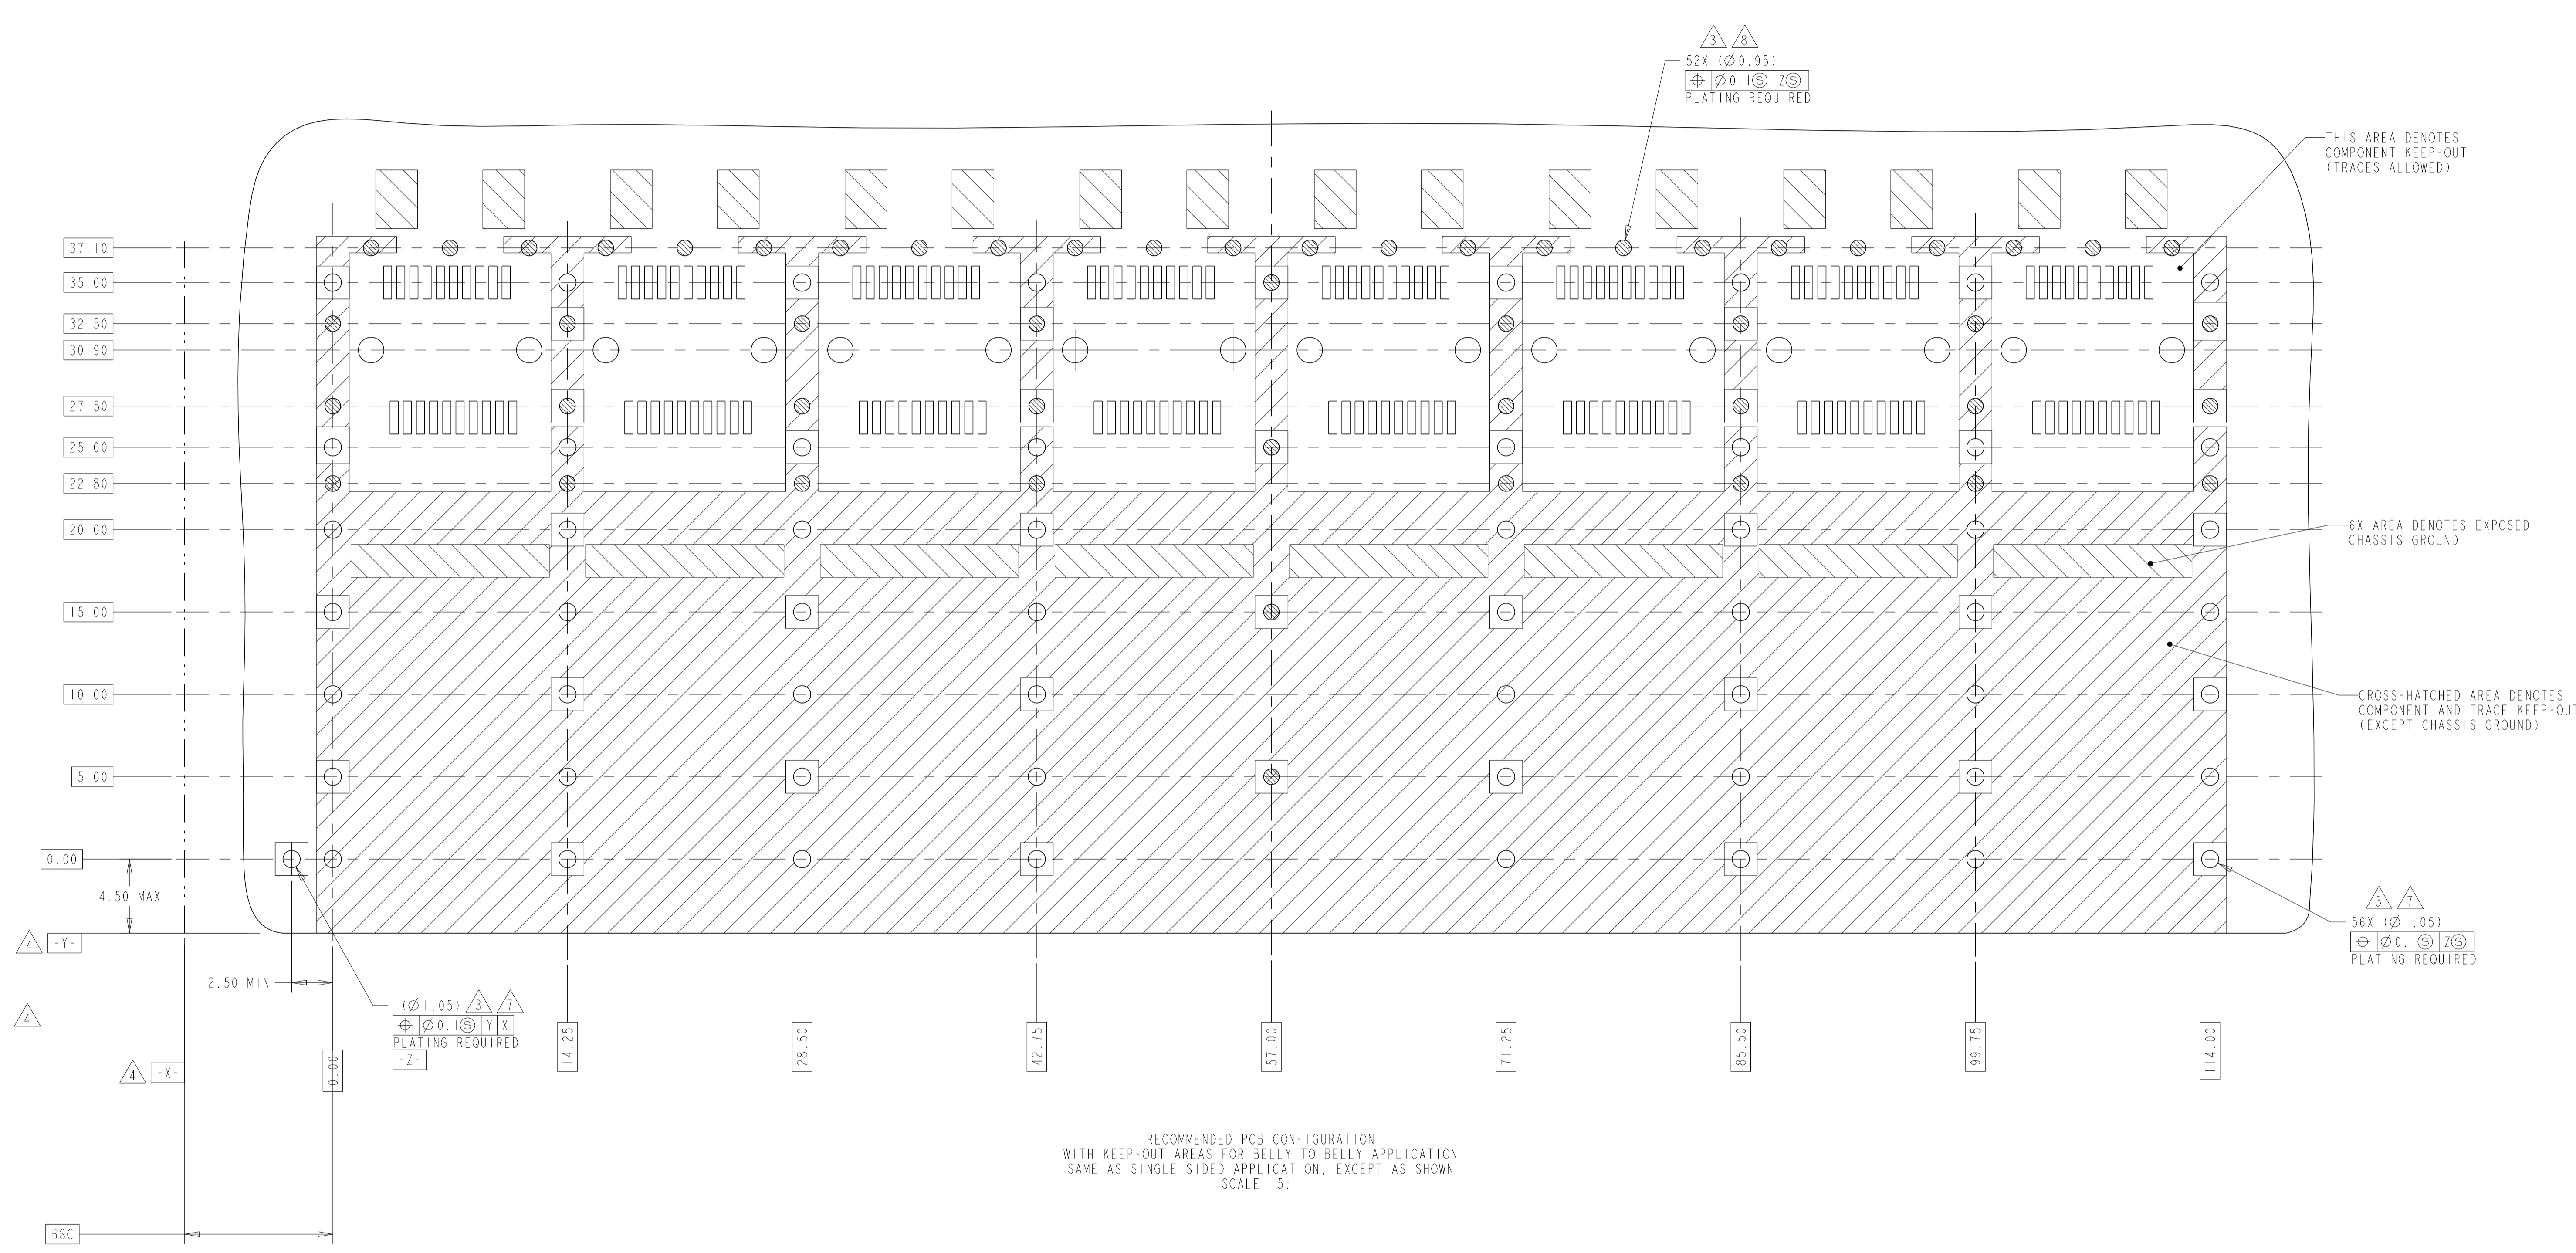 3 8
52X (Ø0.95)
⌖ Ø0.1Ⓢ ZⓈ
PLATING REQUIRED
THIS AREA DENOTES
COMPONENT KEEP-OUT
(TRACES ALLOWED)
37.10
35.00
32.50
30.90
27.50
25.00
22.80
20.00
15.00
10.00
5.00
0.00
4.50 MAX
6X AREA DENOTES EXPOSED
CHASSIS GROUND
CROSS-HATCHED AREA DENOTES
COMPONENT AND TRACE KEEP-OUT
(EXCEPT CHASSIS GROUND)
3 7
56X (Ø1.05)
⌖ Ø0.1Ⓢ ZⓈ
PLATING REQUIRED
4 -Y-
2.50 MIN
4
(Ø1.05) 3 7
⌖ Ø0.1Ⓢ Y X
PLATING REQUIRED
-Z-
4 -X-
0.00
14.25
28.50
42.75
57.00
71.25
85.50
99.75
114.00
RECOMMENDED PCB CONFIGURATION
WITH KEEP-OUT AREAS FOR BELLY TO BELLY APPLICATION
SAME AS SINGLE SIDED APPLICATION, EXCEPT AS SHOWN
SCALE 5:1
BSC